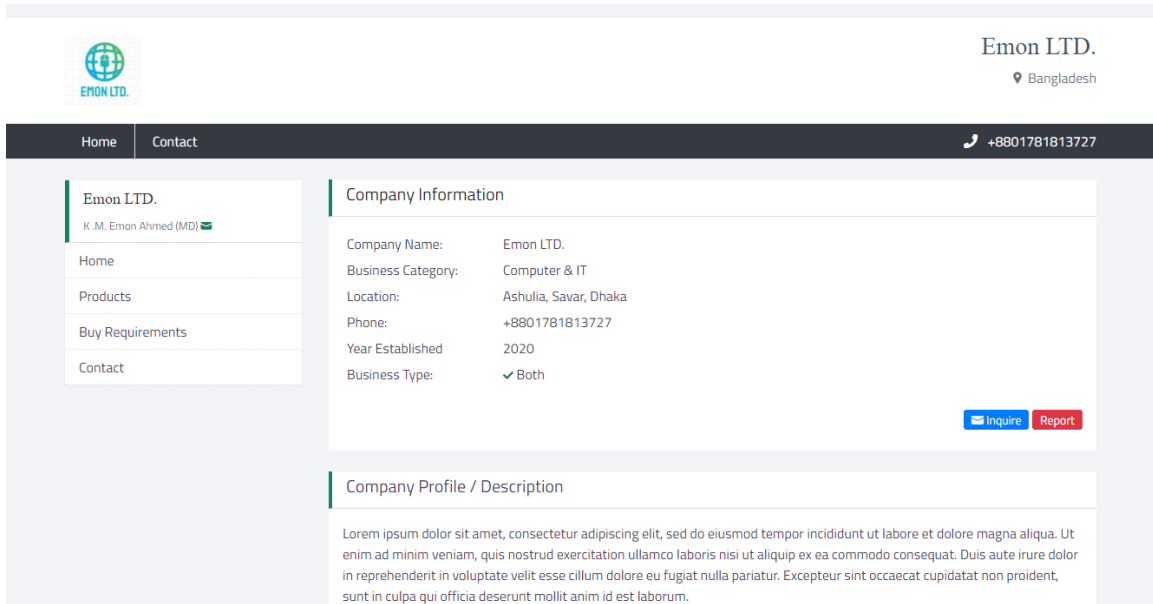 EMON LTD.
Emon LTD.
Bangladesh
Home
Contact
+8801781813727
Emon LTD.
K .M. Emon Ahmed (MD)
Home
Products
Buy Requirements
Contact
Company Information
Company Name: Emon LTD.
Business Category: Computer & IT
Location: Ashulia, Savar, Dhaka
Phone: +8801781813727
Year Established 2020
Business Type: Both
Inquire Report
Company Profile / Description
Lorem ipsum dolor sit amet, consectetur adipiscing elit, sed do eiusmod tempor incididunt ut labore et dolore magna aliqua. Ut
enim ad minim veniam, quis nostrud exercitation ullamco laboris nisi ut aliquip ex ea commodo consequat. Duis aute irure dolor
in reprehenderit in voluptate velit esse cillum dolore eu fugiat nulla pariatur. Excepteur sint occaecat cupidatat non proident,
sunt in culpa qui officia deserunt mollit anim id est laborum.